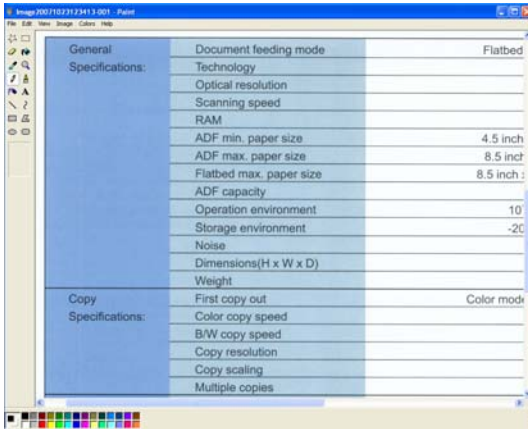 Image20071023123413-001 - Paint
File Edit View Image Colors Help
General Document feeding mode Flatbed
Specifications: Technology
Optical resolution
Scanning speed
RAM
ADF min. paper size 4.5 inch
ADF max. paper size 8.5 inch
Flatbed max. paper size 8.5 inch
ADF capacity
Operation environment 10
Storage environment -20
Noise
Dimensions(H x W x D)
Weight
Copy First copy out Color mode
Specifications: Color copy speed
B/W copy speed
Copy resolution
Copy scaling
Multiple copies